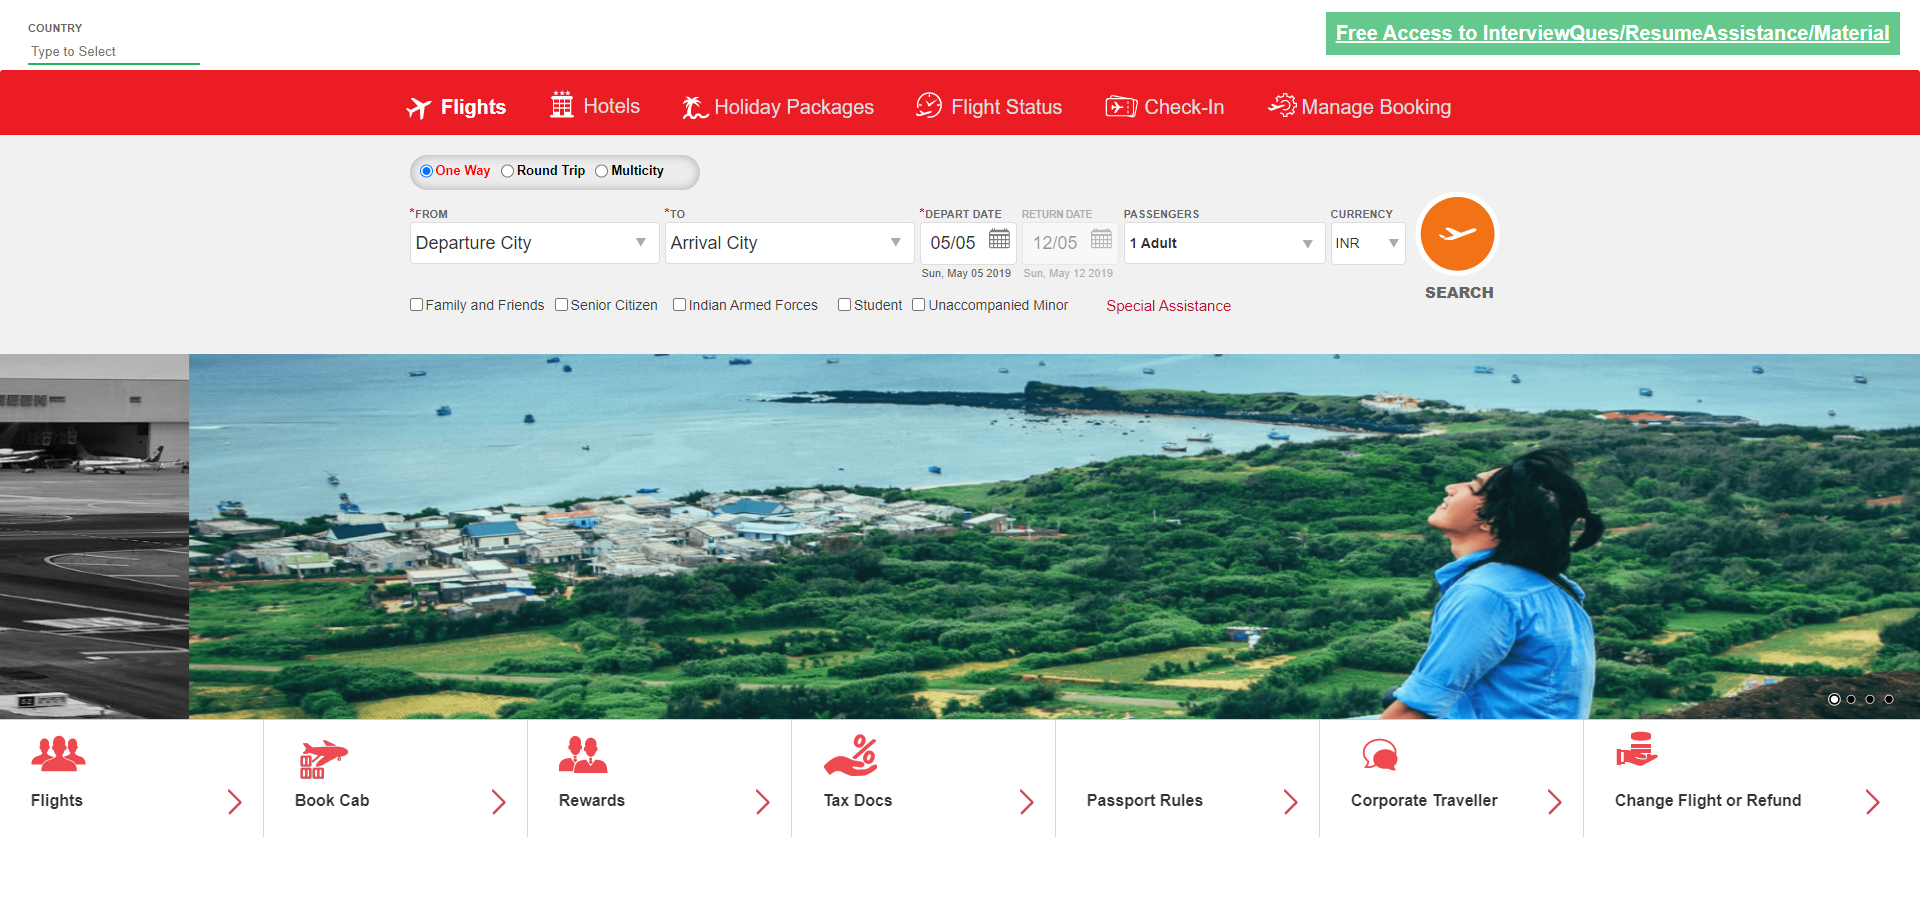 COUNTRY
Type to Select
Free Access to InterviewQues/ResumeAssistance/Material
Flights
Hotels
Holiday Packages
Flight Status
Check-In
Manage Booking
One Way
Round Trip
Multicity
*FROM
*TO
*DEPART DATE
RETURN DATE
PASSENGERS
CURRENCY
Departure City
Arrival City
05/05
12/05
1 Adult
INR
Sun, May 05 2019
Sun, May 12 2019
SEARCH
Family and Friends
Senior Citizen
Indian Armed Forces
Student
Unaccompanied Minor
Special Assistance
Flights
Book Cab
Rewards
Tax Docs
Passport Rules
Corporate Traveller
Change Flight or Refund